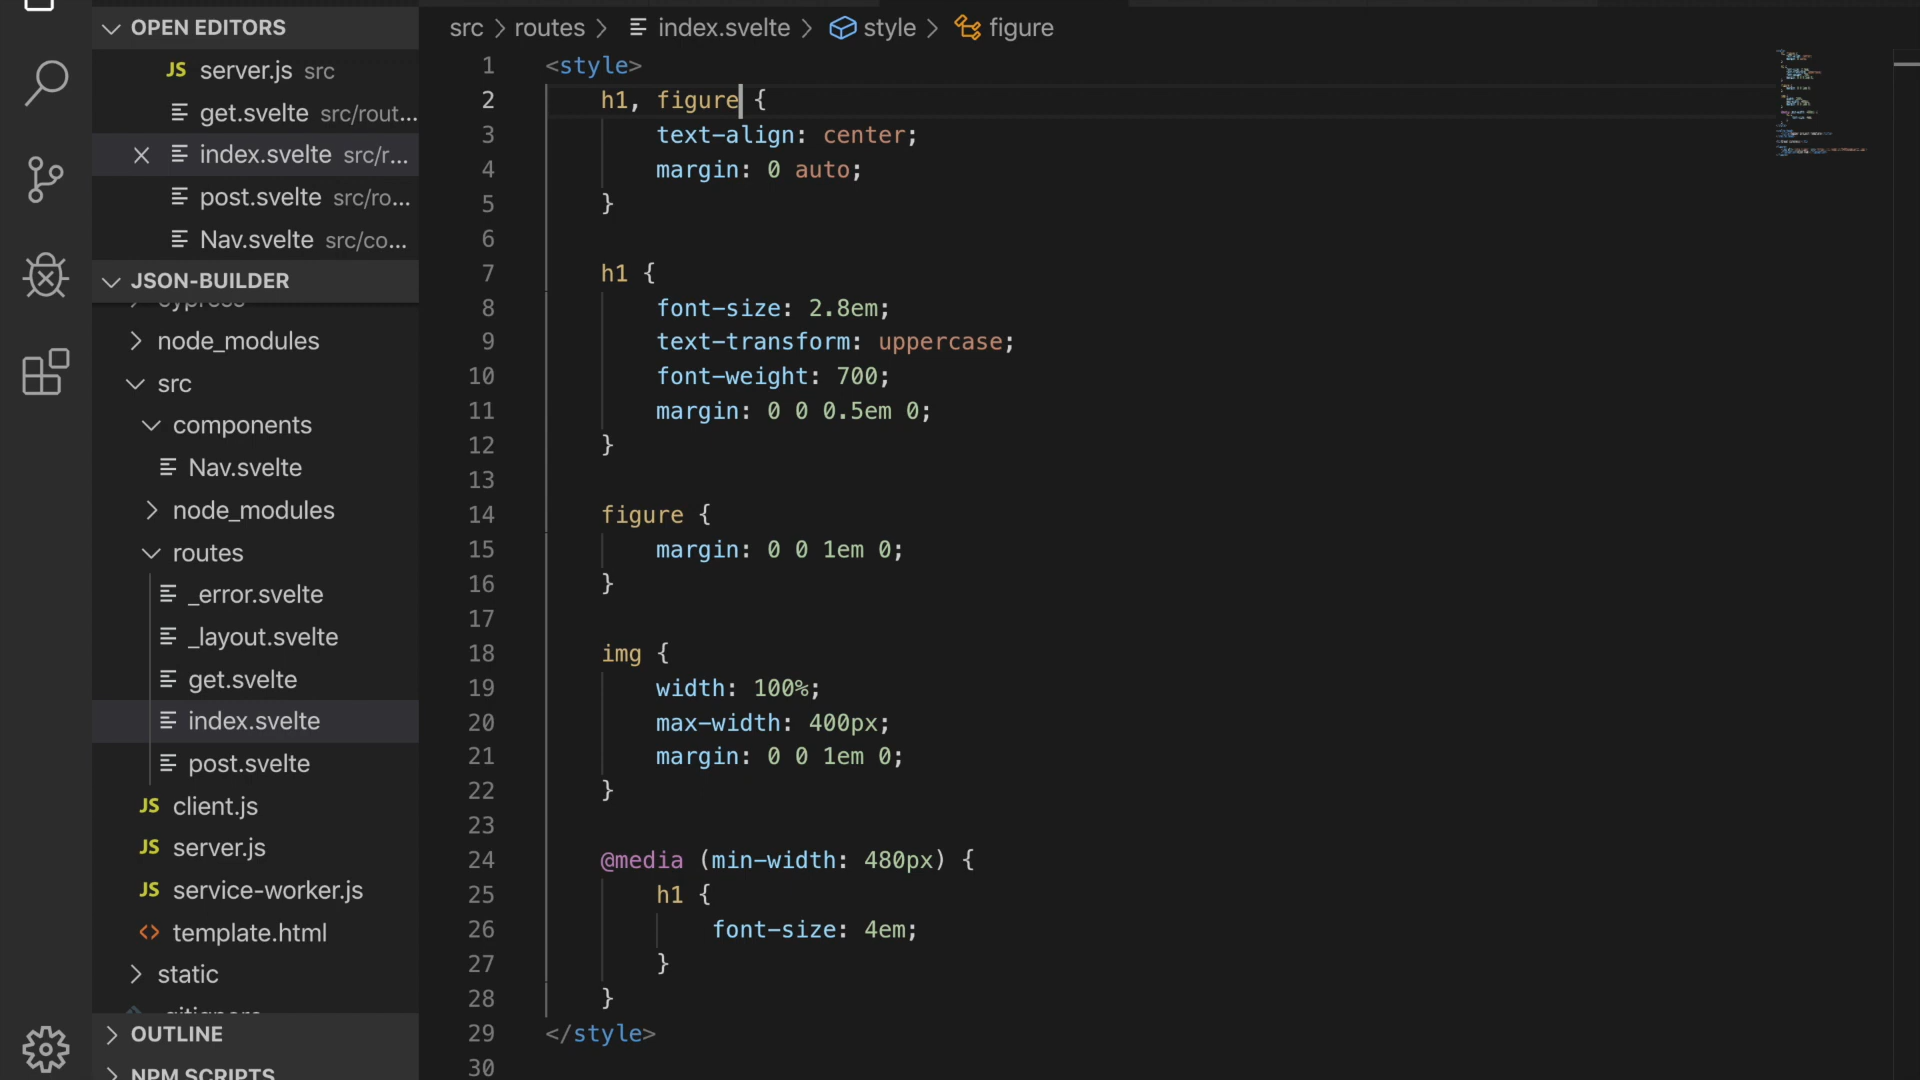 OPEN EDITORS
JS server.js src
get.svelte src/rout...
index.svelte src/r...
post.svelte src/ro...
Nav.svelte src/co...
JSON-BUILDER
cypress
node_modules
src
components
Nav.svelte
node_modules
routes
_error.svelte
_layout.svelte
get.svelte
index.svelte
post.svelte
JS client.js
JS server.js
JS service-worker.js
<> template.html
static
.gitignore
OUTLINE
NPM SCRIPTS
src > routes > index.svelte > style > figure
1 <style>
2 h1, figure {
3 text-align: center;
4 margin: 0 auto;
5 }
6
7 h1 {
8 font-size: 2.8em;
9 text-transform: uppercase;
10 font-weight: 700;
11 margin: 0 0 0.5em 0;
12 }
13
14 figure {
15 margin: 0 0 1em 0;
16 }
17
18 img {
19 width: 100%;
20 max-width: 400px;
21 margin: 0 0 1em 0;
22 }
23
24 @media (min-width: 480px) {
25 h1 {
26 font-size: 4em;
27 }
28 }
29 </style>
30